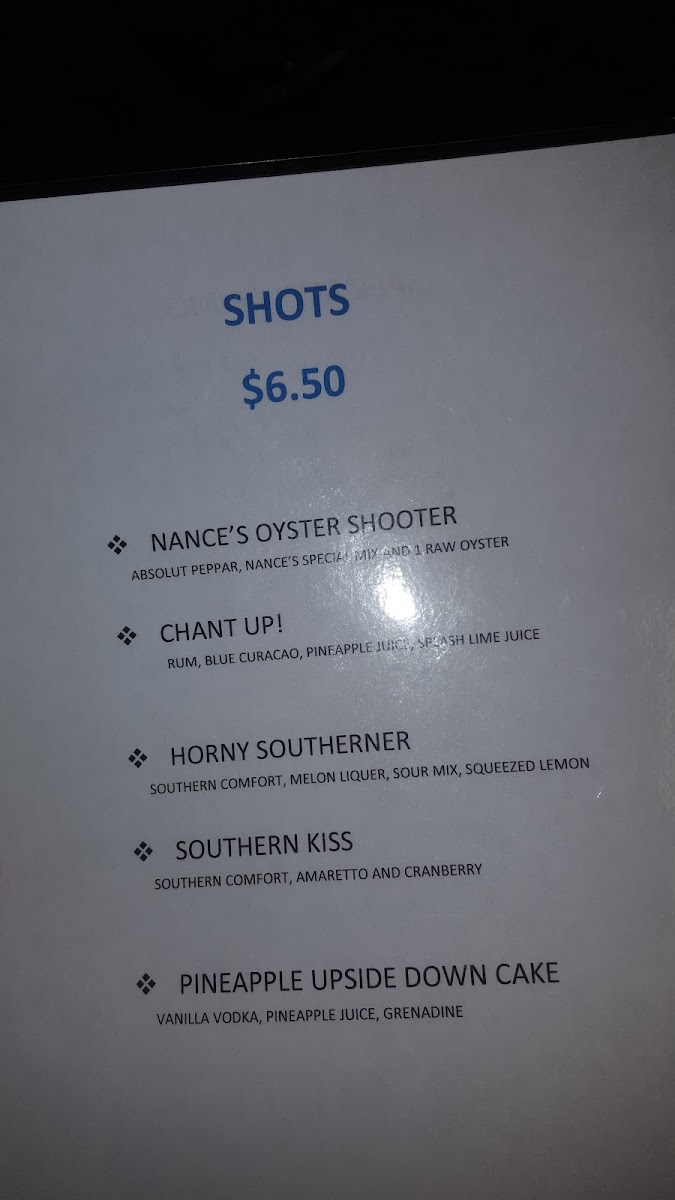 SHOTS
$6.50
❖ NANCE'S OYSTER SHOOTER
ABSOLUT PEPPAR, NANCE'S SPECIAL MIX AND 1 RAW OYSTER
❖ CHANT UP!
RUM, BLUE CURACAO, PINEAPPLE JUICE, SPLASH LIME JUICE
❖ HORNY SOUTHERNER
SOUTHERN COMFORT, MELON LIQUER, SOUR MIX, SQUEEZED LEMON
❖ SOUTHERN KISS
SOUTHERN COMFORT, AMARETTO AND CRANBERRY
❖ PINEAPPLE UPSIDE DOWN CAKE
VANILLA VODKA, PINEAPPLE JUICE, GRENADINE